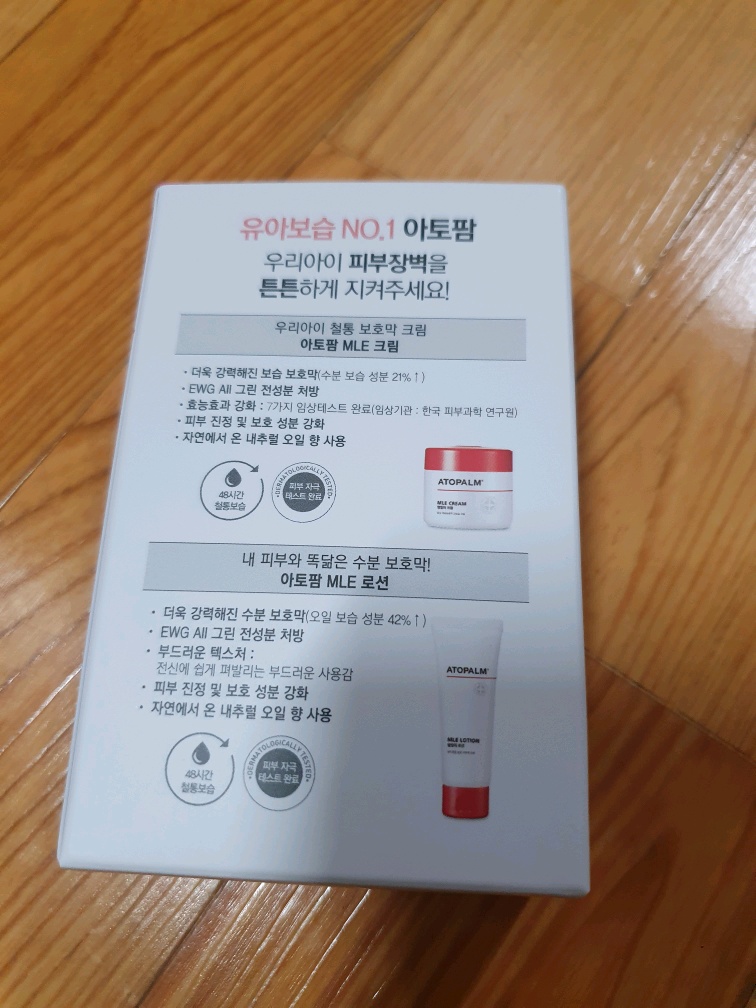 유아보습 NO.1 아토팜
우리아이 피부장벽을
튼튼하게 지켜주세요!
우리아이 철통 보호막 크림
아토팜 MLE 크림
· 더욱 강력해진 보습 보호막(수분 보습 성분 21%↑)
· EWG All 그린 전성분 처방
· 효능효과 강화 : 7가지 임상테스트 완료(임상기관 : 한국 피부과학 연구원)
· 피부 진정 및 보호 성분 강화
· 자연에서 온 내추럴 오일 향 사용
48시간
철통보습
DERMATOLOGICALLY TESTED
피부 자극
테스트 완료
ATOPALM
MLE CREAM
내 피부와 똑닮은 수분 보호막!
아토팜 MLE 로션
· 더욱 강력해진 수분 보호막(오일 보습 성분 42%↑)
· EWG All 그린 전성분 처방
· 부드러운 텍스처 :
전신에 쉽게 펴발리는 부드러운 사용감
· 피부 진정 및 보호 성분 강화
· 자연에서 온 내추럴 오일 향 사용
48시간
철통보습
DERMATOLOGICALLY TESTED
피부 자극
테스트 완료
ATOPALM
MLE LOTION